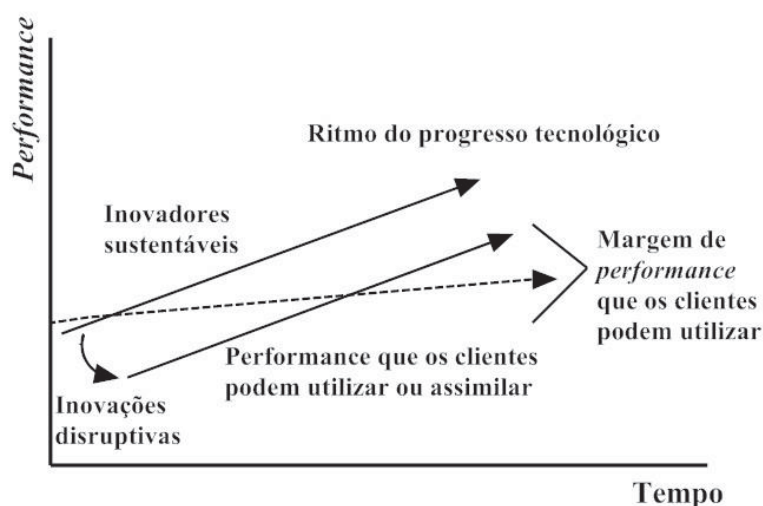 Performance
Ritmo do progresso tecnológico
Inovadores
sustentáveis
Margem de
performance
que os clientes
podem utilizar
Performance que os clientes
podem utilizar ou assimilar
Inovações
disruptivas
Tempo